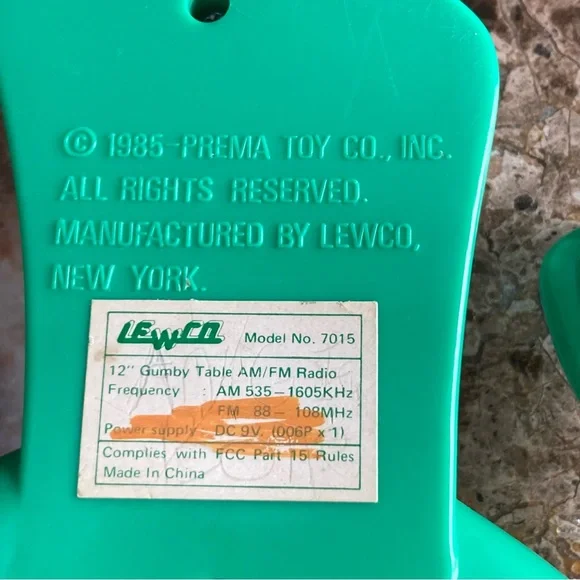 © 1985-PREMA TOY CO., INC.
ALL RIGHTS RESERVED.
MANUFACTURED BY LEWCO,
NEW YORK.
LEWCO Model No. 7015
12" Gumby Table AM/FM Radio
Frequency : AM 535-1605KHz
FM 88-108MHz
Power supply DC 9V (006P x 1)
Complies with FCC Part 15 Rules
Made In China